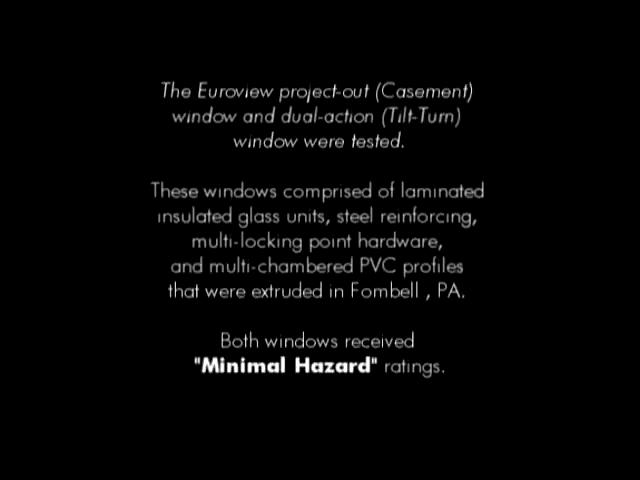 The Euroview project-out (Casement)
window and dual-action (Tilt-Turn)
window were tested.
These windows comprised of laminated
insulated glass units, steel reinforcing,
multi-locking point hardware,
and multi-chambered PVC profiles
that were extruded in Fombell , PA.
Both windows received
"Minimal Hazard" ratings.